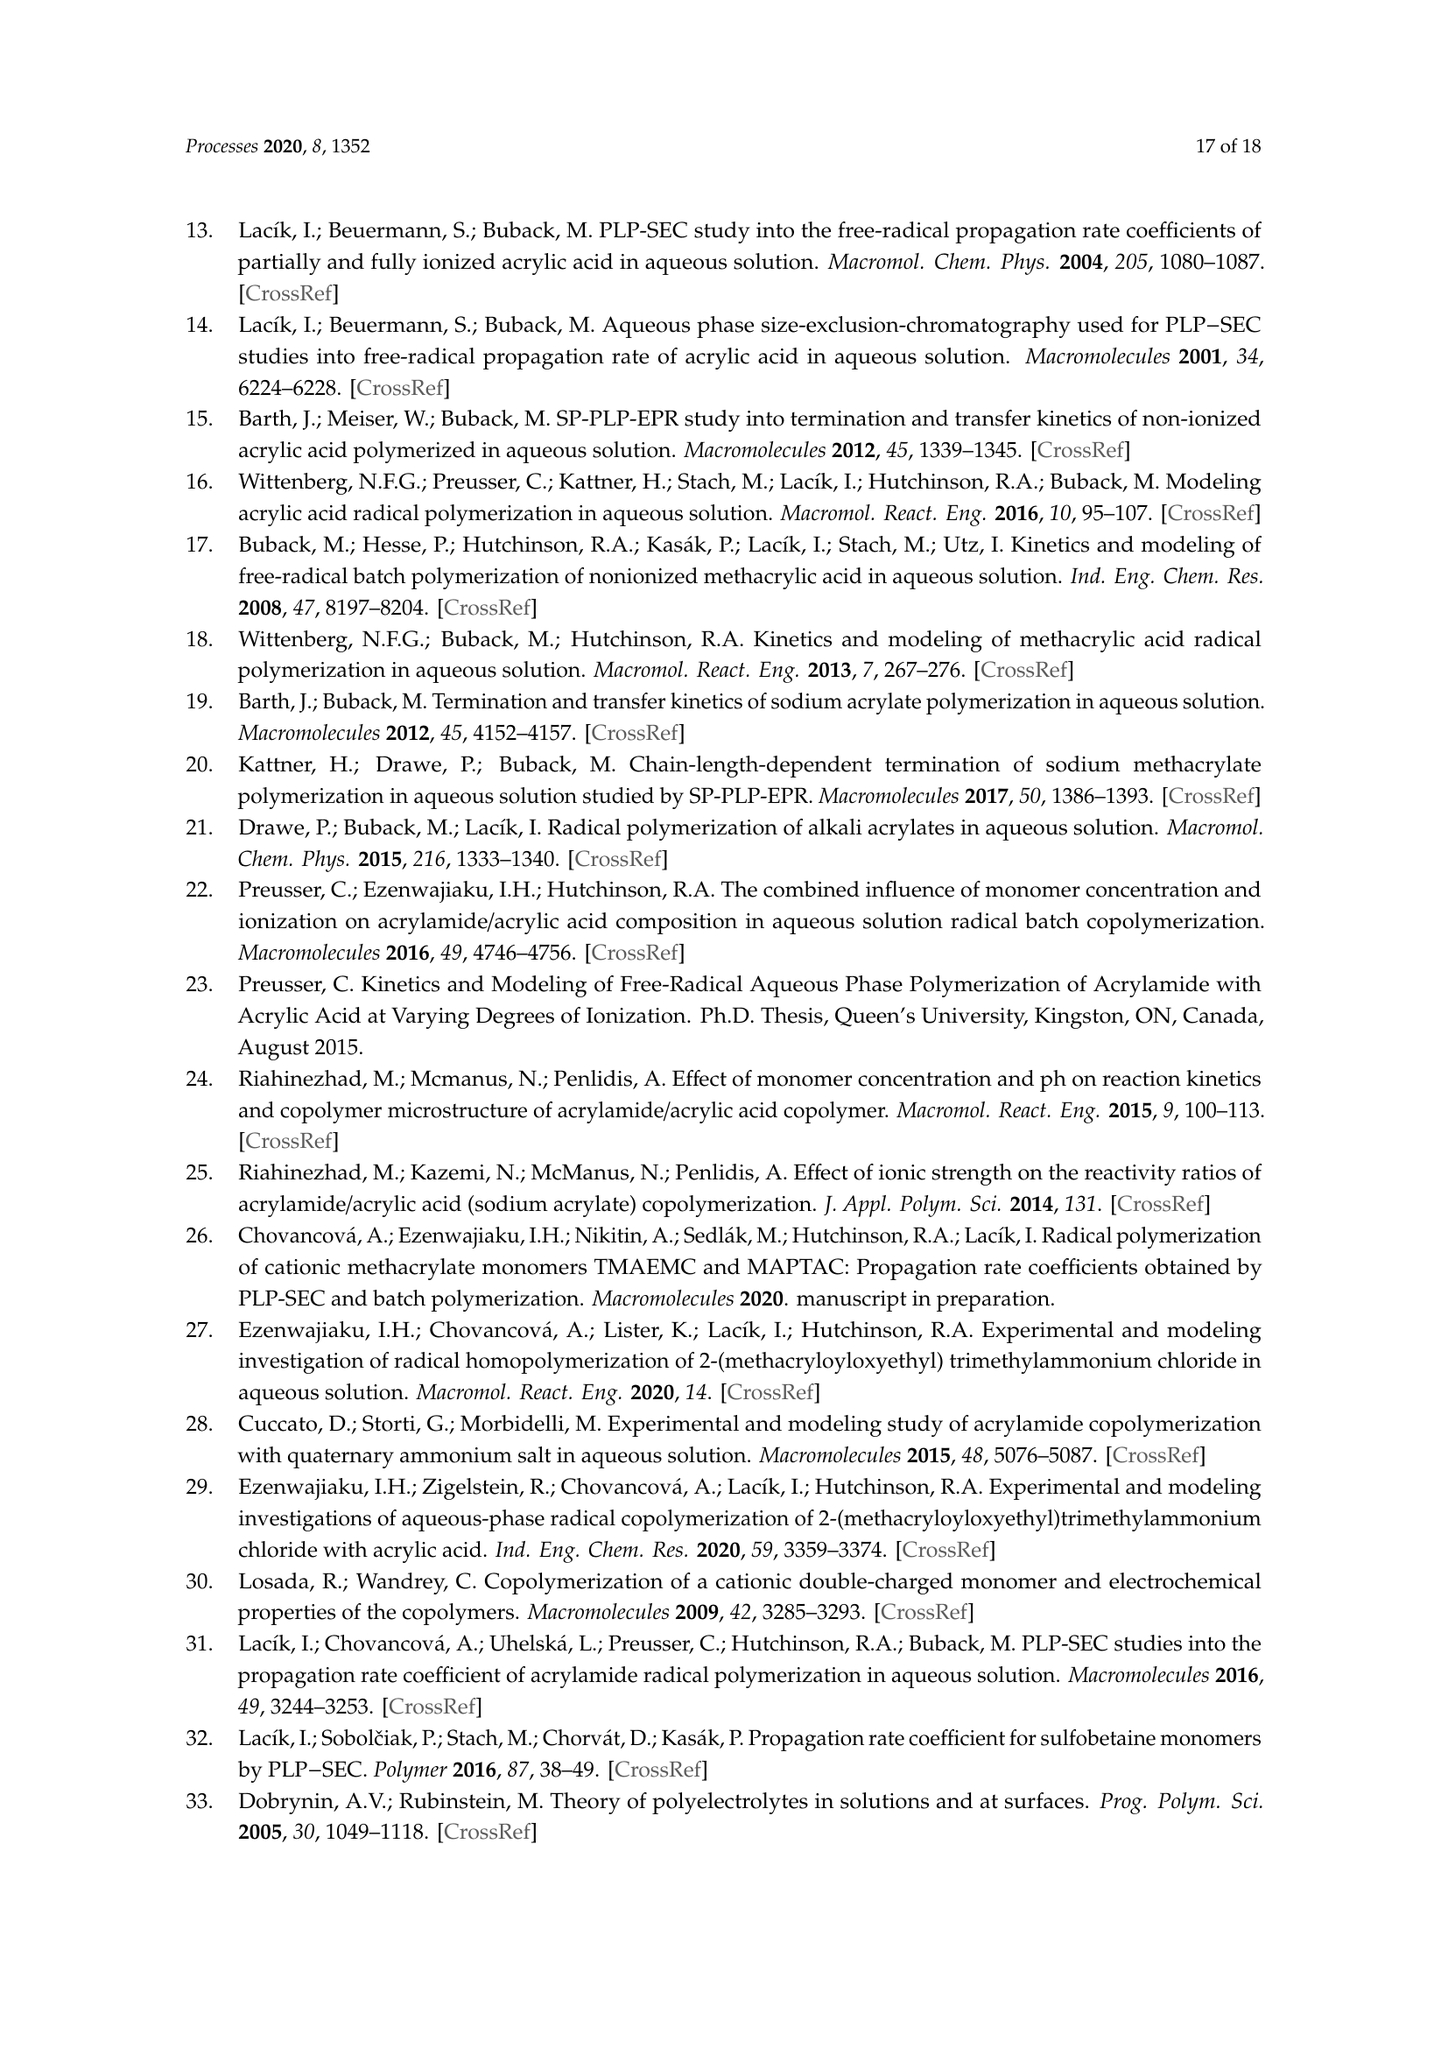 Processes 2020, 8, 1352
17 of 18
13. Lacík, I.; Beuermann, S.; Buback, M. PLP-SEC study into the free-radical propagation rate coefficients of
partially and fully ionized acrylic acid in aqueous solution. Macromol. Chem. Phys. 2004, 205, 1080–1087.
[CrossRef]
14. Lacík, I.; Beuermann, S.; Buback, M. Aqueous phase size-exclusion-chromatography used for PLP−SEC
studies into free-radical propagation rate of acrylic acid in aqueous solution. Macromolecules 2001, 34,
6224–6228. [CrossRef]
15. Barth, J.; Meiser, W.; Buback, M. SP-PLP-EPR study into termination and transfer kinetics of non-ionized
acrylic acid polymerized in aqueous solution. Macromolecules 2012, 45, 1339–1345. [CrossRef]
16. Wittenberg, N.F.G.; Preusser, C.; Kattner, H.; Stach, M.; Lacík, I.; Hutchinson, R.A.; Buback, M. Modeling
acrylic acid radical polymerization in aqueous solution. Macromol. React. Eng. 2016, 10, 95–107. [CrossRef]
17. Buback, M.; Hesse, P.; Hutchinson, R.A.; Kasák, P.; Lacík, I.; Stach, M.; Utz, I. Kinetics and modeling of
free-radical batch polymerization of nonionized methacrylic acid in aqueous solution. Ind. Eng. Chem. Res.
2008, 47, 8197–8204. [CrossRef]
18. Wittenberg, N.F.G.; Buback, M.; Hutchinson, R.A. Kinetics and modeling of methacrylic acid radical
polymerization in aqueous solution. Macromol. React. Eng. 2013, 7, 267–276. [CrossRef]
19. Barth, J.; Buback, M. Termination and transfer kinetics of sodium acrylate polymerization in aqueous solution.
Macromolecules 2012, 45, 4152–4157. [CrossRef]
20. Kattner, H.; Drawe, P.; Buback, M. Chain-length-dependent termination of sodium methacrylate
polymerization in aqueous solution studied by SP-PLP-EPR. Macromolecules 2017, 50, 1386–1393. [CrossRef]
21. Drawe, P.; Buback, M.; Lacík, I. Radical polymerization of alkali acrylates in aqueous solution. Macromol.
Chem. Phys. 2015, 216, 1333–1340. [CrossRef]
22. Preusser, C.; Ezenwajiaku, I.H.; Hutchinson, R.A. The combined influence of monomer concentration and
ionization on acrylamide/acrylic acid composition in aqueous solution radical batch copolymerization.
Macromolecules 2016, 49, 4746–4756. [CrossRef]
23. Preusser, C. Kinetics and Modeling of Free-Radical Aqueous Phase Polymerization of Acrylamide with
Acrylic Acid at Varying Degrees of Ionization. Ph.D. Thesis, Queen’s University, Kingston, ON, Canada,
August 2015.
24. Riahinezhad, M.; Mcmanus, N.; Penlidis, A. Effect of monomer concentration and ph on reaction kinetics
and copolymer microstructure of acrylamide/acrylic acid copolymer. Macromol. React. Eng. 2015, 9, 100–113.
[CrossRef]
25. Riahinezhad, M.; Kazemi, N.; McManus, N.; Penlidis, A. Effect of ionic strength on the reactivity ratios of
acrylamide/acrylic acid (sodium acrylate) copolymerization. J. Appl. Polym. Sci. 2014, 131. [CrossRef]
26. Chovancová, A.; Ezenwajiaku, I.H.; Nikitin, A.; Sedlák, M.; Hutchinson, R.A.; Lacík, I. Radical polymerization
of cationic methacrylate monomers TMAEMC and MAPTAC: Propagation rate coefficients obtained by
PLP-SEC and batch polymerization. Macromolecules 2020. manuscript in preparation.
27. Ezenwajiaku, I.H.; Chovancová, A.; Lister, K.; Lacík, I.; Hutchinson, R.A. Experimental and modeling
investigation of radical homopolymerization of 2-(methacryloyloxyethyl) trimethylammonium chloride in
aqueous solution. Macromol. React. Eng. 2020, 14. [CrossRef]
28. Cuccato, D.; Storti, G.; Morbidelli, M. Experimental and modeling study of acrylamide copolymerization
with quaternary ammonium salt in aqueous solution. Macromolecules 2015, 48, 5076–5087. [CrossRef]
29. Ezenwajiaku, I.H.; Zigelstein, R.; Chovancová, A.; Lacík, I.; Hutchinson, R.A. Experimental and modeling
investigations of aqueous-phase radical copolymerization of 2-(methacryloyloxyethyl)trimethylammonium
chloride with acrylic acid. Ind. Eng. Chem. Res. 2020, 59, 3359–3374. [CrossRef]
30. Losada, R.; Wandrey, C. Copolymerization of a cationic double-charged monomer and electrochemical
properties of the copolymers. Macromolecules 2009, 42, 3285–3293. [CrossRef]
31. Lacík, I.; Chovancová, A.; Uhelská, L.; Preusser, C.; Hutchinson, R.A.; Buback, M. PLP-SEC studies into the
propagation rate coefficient of acrylamide radical polymerization in aqueous solution. Macromolecules 2016,
49, 3244–3253. [CrossRef]
32. Lacík, I.; Sobolčiak, P.; Stach, M.; Chorvát, D.; Kasák, P. Propagation rate coefficient for sulfobetaine monomers
by PLP−SEC. Polymer 2016, 87, 38–49. [CrossRef]
33. Dobrynin, A.V.; Rubinstein, M. Theory of polyelectrolytes in solutions and at surfaces. Prog. Polym. Sci.
2005, 30, 1049–1118. [CrossRef]